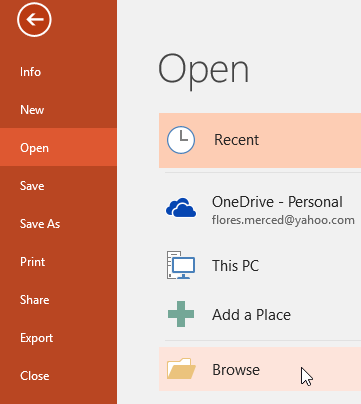 Info
New
Open
Save
Save As
Print
Share
Export
Close
Open
Recent
OneDrive - Personal
flores.merced@yahoo.com
This PC
Add a Place
Browse